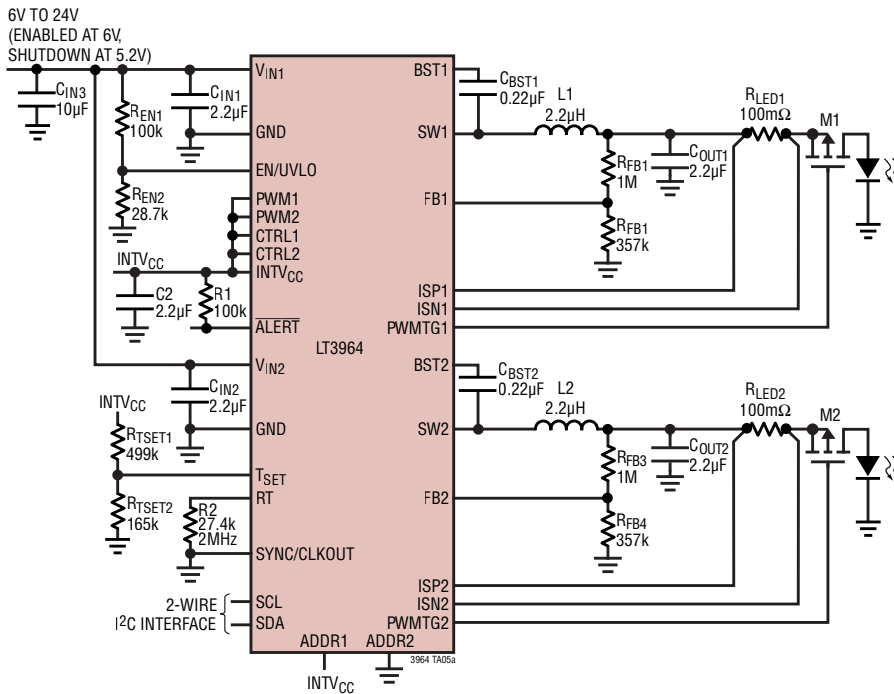 6V TO 24V
(ENABLED AT 6V,
SHUTDOWN AT 5.2V)
CIN3
10µF
REN1
100k
CIN1
2.2µF
REN2
28.7k
INTVCC
C2
2.2µF
R1
100k
CIN2
2.2µF
INTVCC
RTSET1
499k
RTSET2
165k
R2
27.4k
2MHz
2-WIRE
I2C INTERFACE
VIN1
GND
EN/UVLO
PWM1
PWM2
CTRL1
CTRL2
INTVCC
ALERT
LT3964
VIN2
GND
TSET
RT
SYNC/CLKOUT
SCL
SDA
ADDR1
ADDR2
INTVCC
3964 TA05a
BST1
SW1
FB1
ISP1
ISN1
PWMTG1
BST2
SW2
FB2
ISP2
ISN2
PWMTG2
CBST1
0.22µF
L1
2.2µH
RFB1
1M
RFB1
357k
COUT1
2.2µF
RLED1
100mΩ
M1
CBST2
0.22µF
L2
2.2µH
RFB3
1M
RFB4
357k
COUT2
2.2µF
RLED2
100mΩ
M2